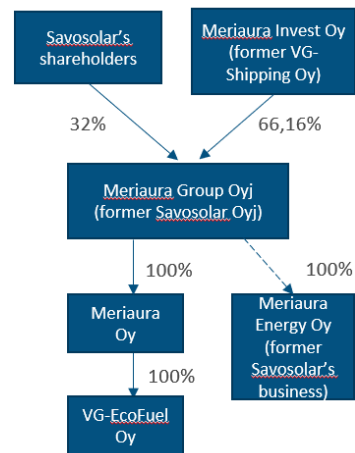 Savosolar's
shareholders
Meriaura Invest Oy
(former VG-
Shipping Oy)
32%
66,16%
Meriaura Group Oyj
(former Savosolar Oyj)
100%
100%
Meriaura
Oy
Meriaura
Energy Oy
(former
Savosolar's
business)
100%
VG-EcoFuel
Oy